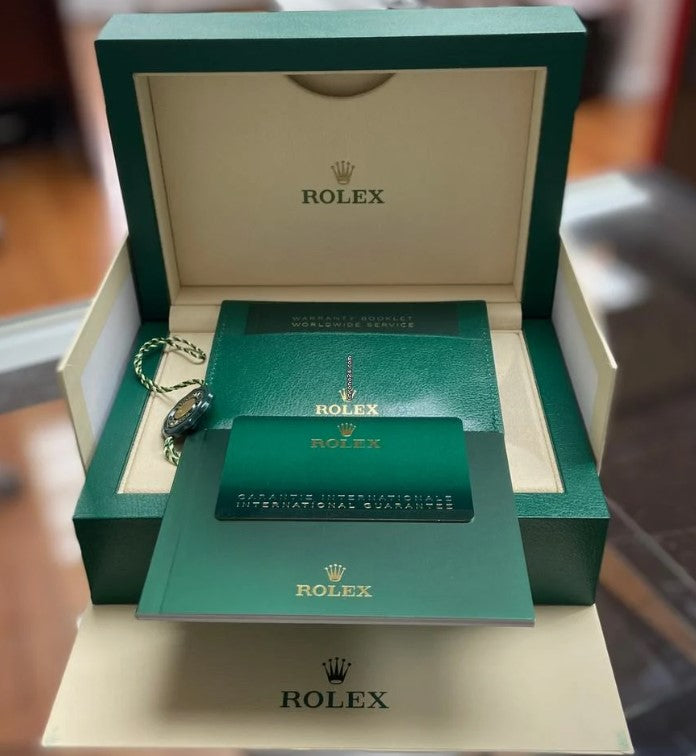 ROLEX
WARRANTY BOOKLET
WORLDWIDE SERVICE
ROLEX
ROLEX
GARANTIE INTERNATIONALE
INTERNATIONAL GUARANTEE
ROLEX
ROLEX